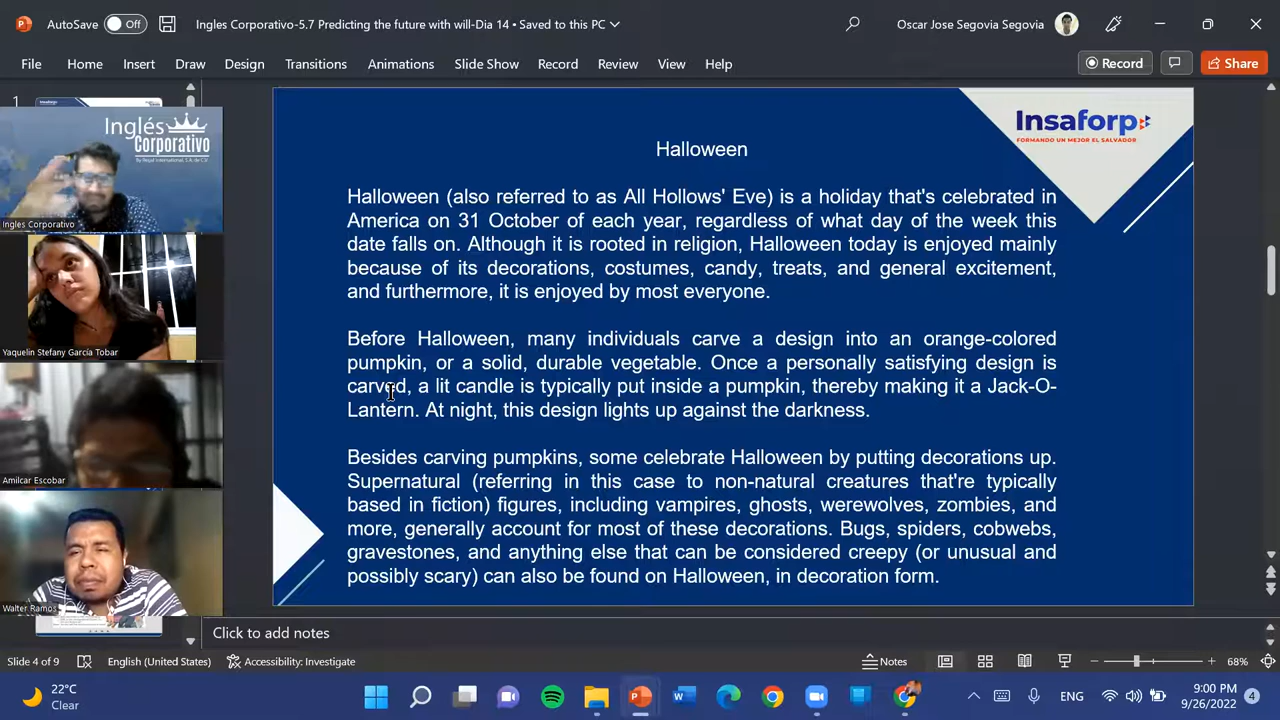 AutoSave Off Ingles Corporativo-5.7 Predicting the future with will-Dia 14 • Saved to this PC Oscar Jose Segovia Segovia
File Home Insert Draw Design Transitions Animations Slide Show Record Review View Help Record Share
1
Inglés
Corporativo
By Regal International, S.A. de C.V.
Ingles Corporativo
Yaquelin Stefany García Tobar
Amilcar Escobar
Walter Ramos
Insaforp
FORMANDO UN MEJOR EL SALVADOR
Halloween
Halloween (also referred to as All Hollows' Eve) is a holiday that's celebrated in
America on 31 October of each year, regardless of what day of the week this
date falls on. Although it is rooted in religion, Halloween today is enjoyed mainly
because of its decorations, costumes, candy, treats, and general excitement,
and furthermore, it is enjoyed by most everyone.
Before Halloween, many individuals carve a design into an orange-colored
pumpkin, or a solid, durable vegetable. Once a personally satisfying design is
carved, a lit candle is typically put inside a pumpkin, thereby making it a Jack-O-
Lantern. At night, this design lights up against the darkness.
Besides carving pumpkins, some celebrate Halloween by putting decorations up.
Supernatural (referring in this case to non-natural creatures that're typically
based in fiction) figures, including vampires, ghosts, werewolves, zombies, and
more, generally account for most of these decorations. Bugs, spiders, cobwebs,
gravestones, and anything else that can be considered creepy (or unusual and
possibly scary) can also be found on Halloween, in decoration form.
Click to add notes
Slide 4 of 9 English (United States) Accessibility: Investigate Notes 68%
22°C
Clear
ENG
9:00 PM
9/26/2022
4